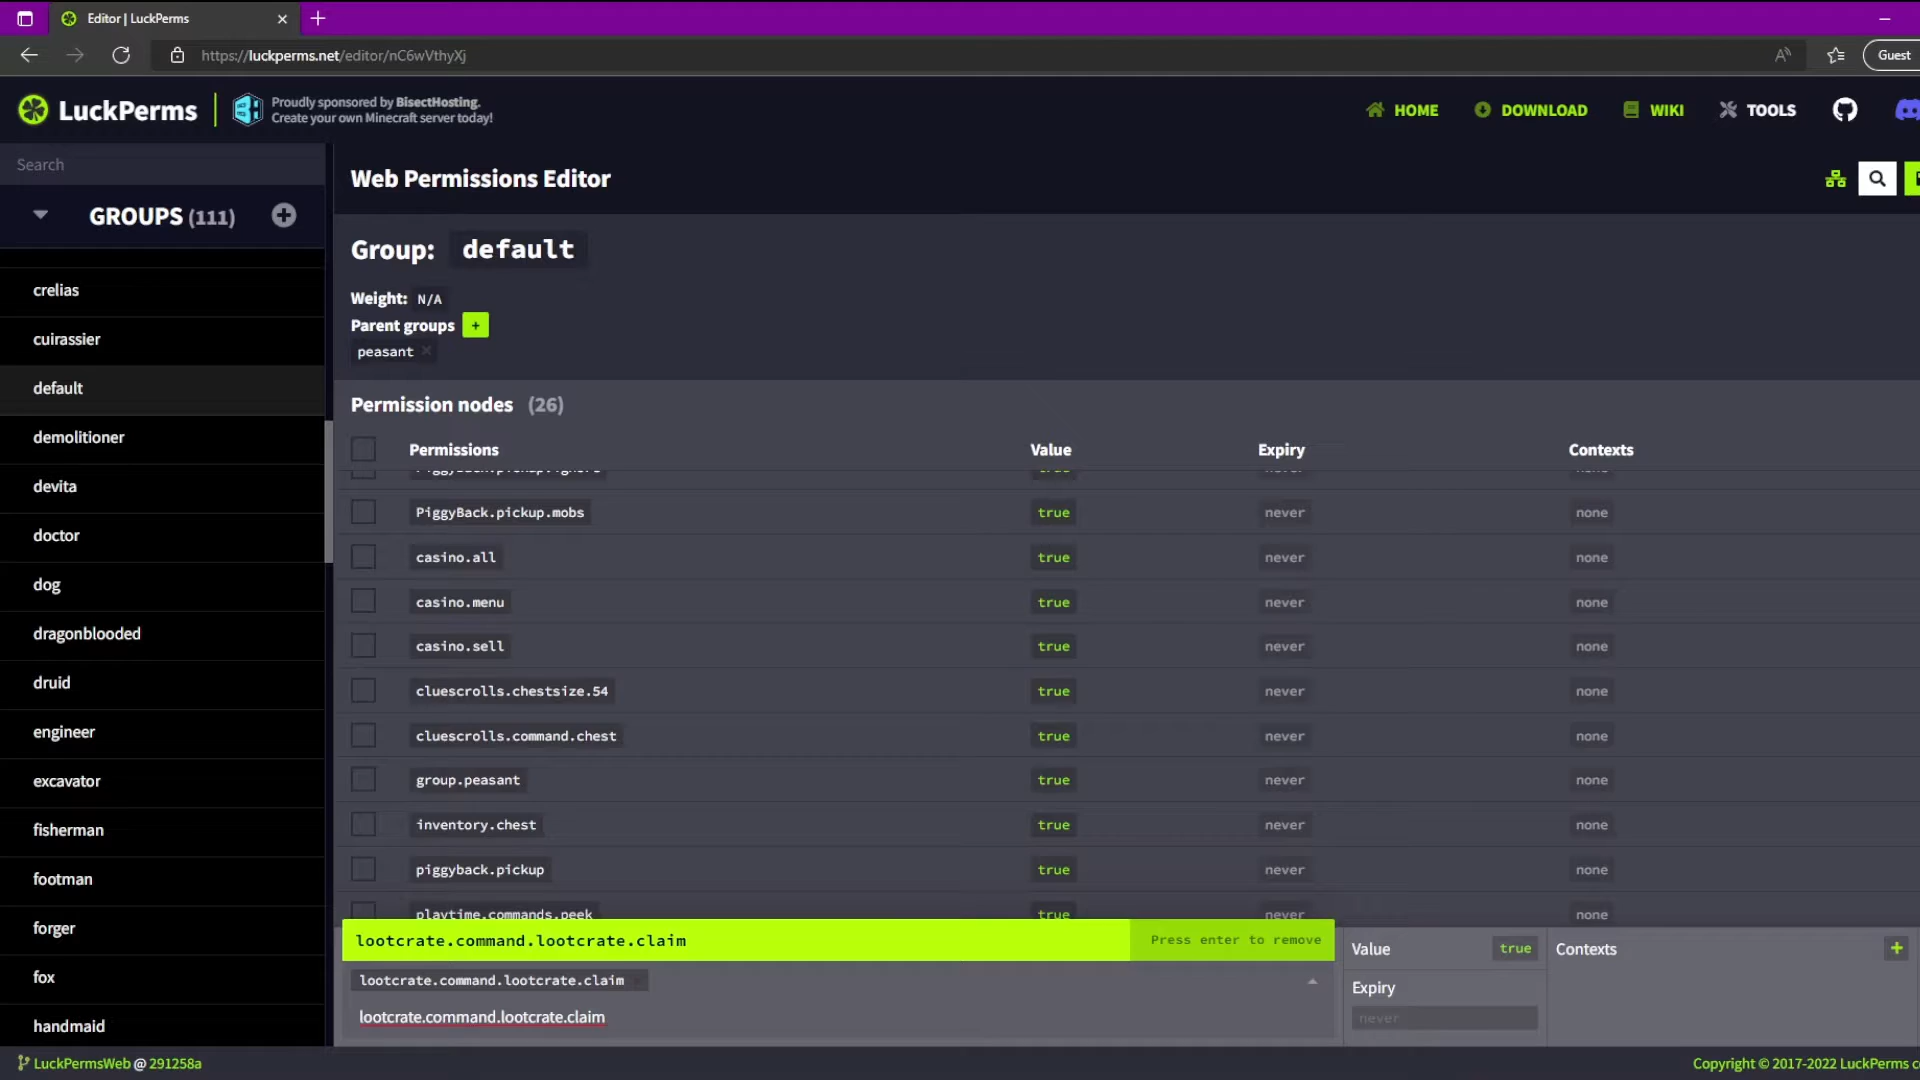 Editor | LuckPerms
https://luckperms.net/editor/nC6wVthyXj
Guest
LuckPerms
Proudly sponsored by BisectHosting.
Create your own Minecraft server today!
HOME
DOWNLOAD
WIKI
TOOLS
Search
GROUPS (111)
crelias
cuirassier
default
demolitioner
devita
doctor
dog
dragonblooded
druid
engineer
excavator
fisherman
footman
forger
fox
handmaid
Web Permissions Editor
Group: default
Weight: N/A
Parent groups +
peasant
Permission nodes (26)
Permissions Value Expiry Contexts
PiggyBack.pickup.ignore true never none
PiggyBack.pickup.mobs true never none
casino.all true never none
casino.menu true never none
casino.sell true never none
cluescrolls.chestsize.54 true never none
cluescrolls.command.chest true never none
group.peasant true never none
inventory.chest true never none
piggyback.pickup true never none
playtime.commands.peek true never none
lootcrate.command.lootcrate.claim Press enter to remove
lootcrate.command.lootcrate.claim
lootcrate.command.lootcrate.claim
Value true
Expiry
never
Contexts +
LuckPermsWeb @ 291258a
Copyright © 2017-2022 LuckPerms